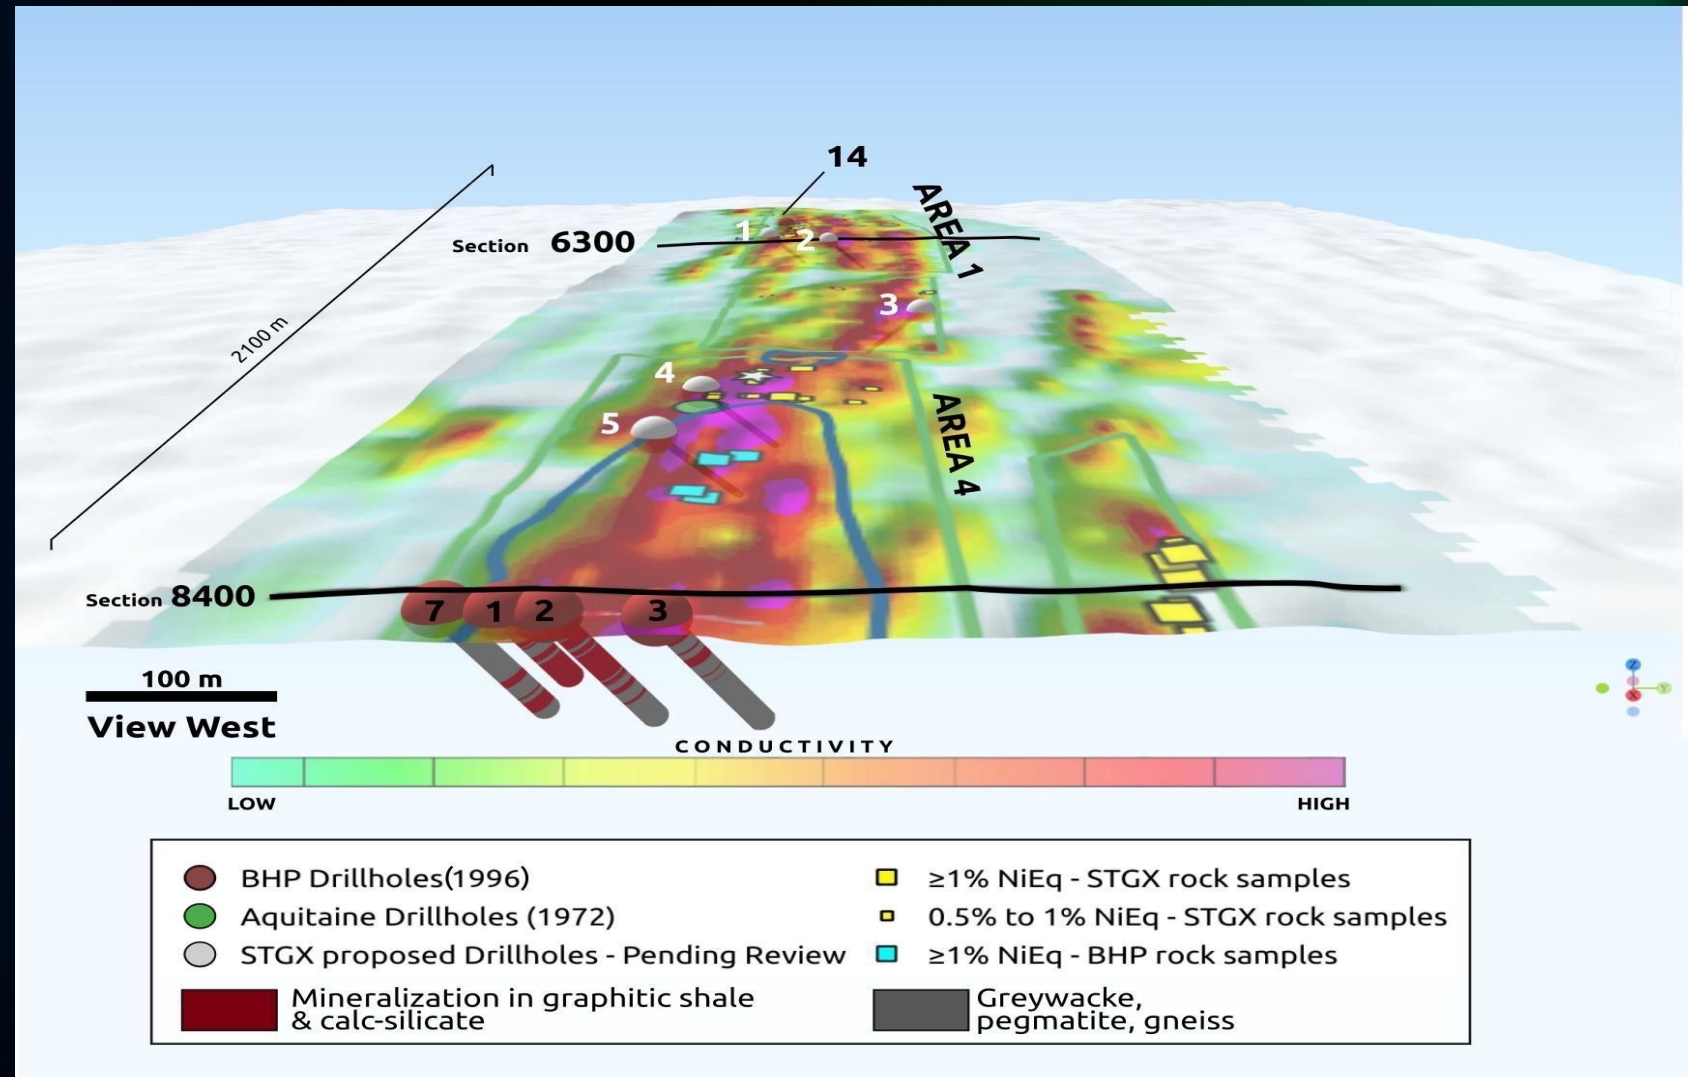 14
AREA 1
1
2
Section 6300
3
2100 m
4
AREA 4
5
Section 8400
7
1
2
3
100 m
View West
Z
X
Y
CONDUCTIVITY
LOW
HIGH
BHP Drillholes(1996)
Aquitaine Drillholes (1972)
STGX proposed Drillholes - Pending Review
Mineralization in graphitic shale
& calc-silicate
≥1% NiEq - STGX rock samples
0.5% to 1% NiEq - STGX rock samples
≥1% NiEq - BHP rock samples
Greywacke,
pegmatite, gneiss